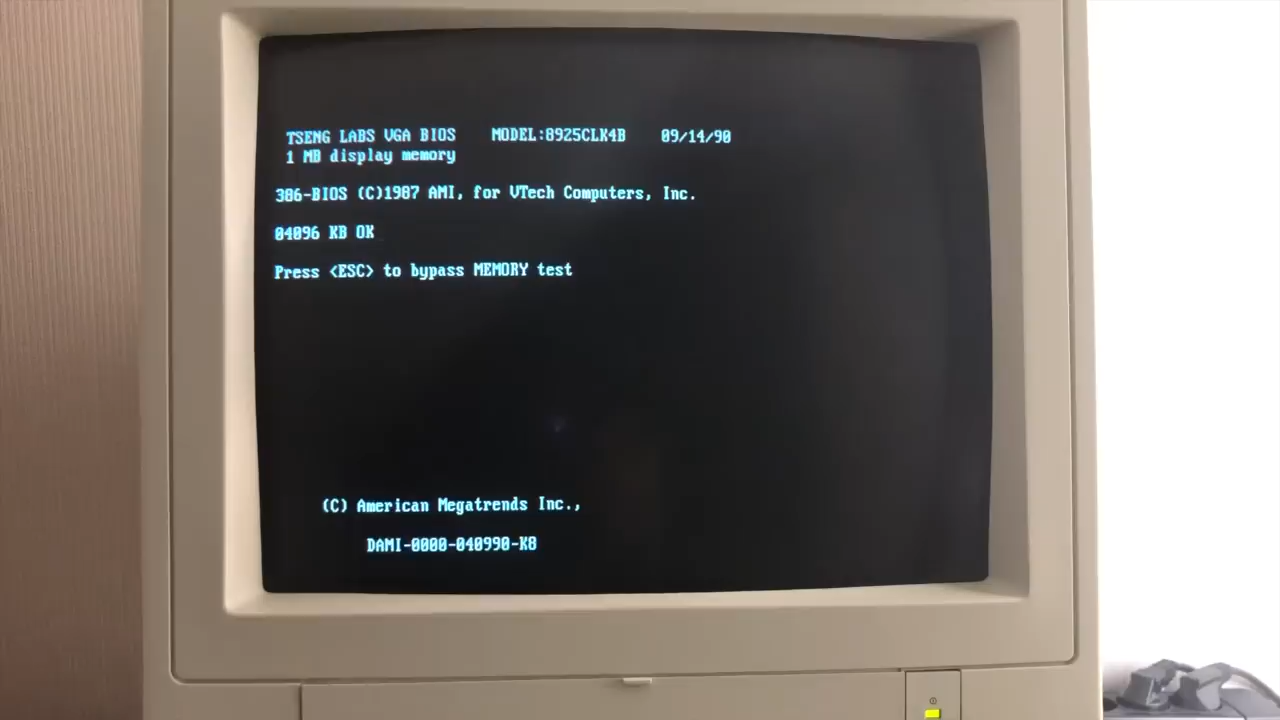 TSENG LABS VGA BIOS MODEL:8925CLK4B 09/14/90
1 MB display memory
386-BIOS (C)1987 AMI, for VTech Computers, Inc.
04096 KB OK
Press <ESC> to bypass MEMORY test
(C) American Megatrends Inc.,
DAMI-0000-040990-K8